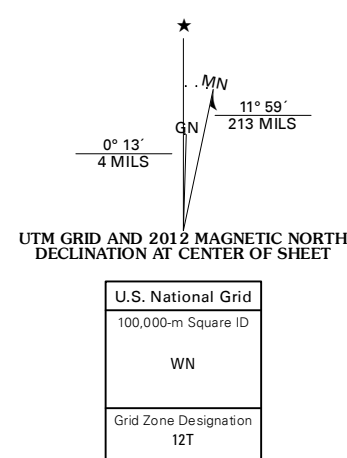 ★
MN
GN
11° 59´
213 MILS
0° 13´
4 MILS
UTM GRID AND 2012 MAGNETIC NORTH
DECLINATION AT CENTER OF SHEET
U.S. National Grid
100,000-m Square ID
WN
Grid Zone Designation
12T